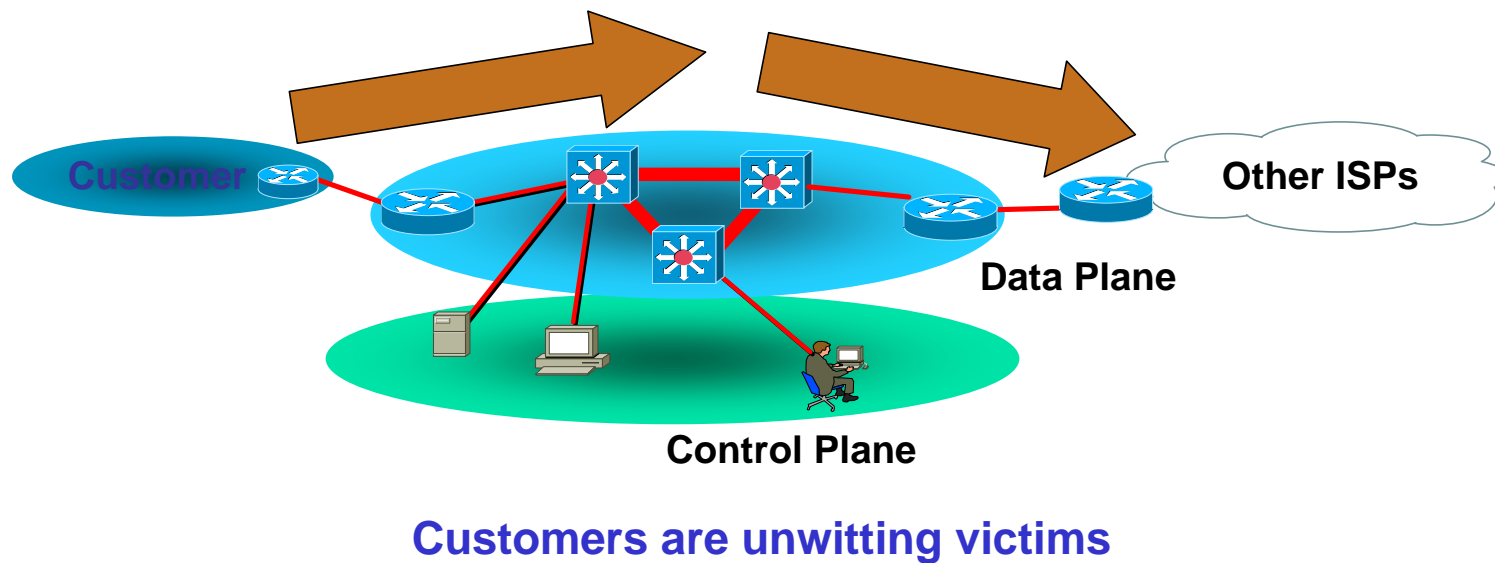 Customer
Other ISPs
Data Plane
Control Plane
Customers are unwitting victims